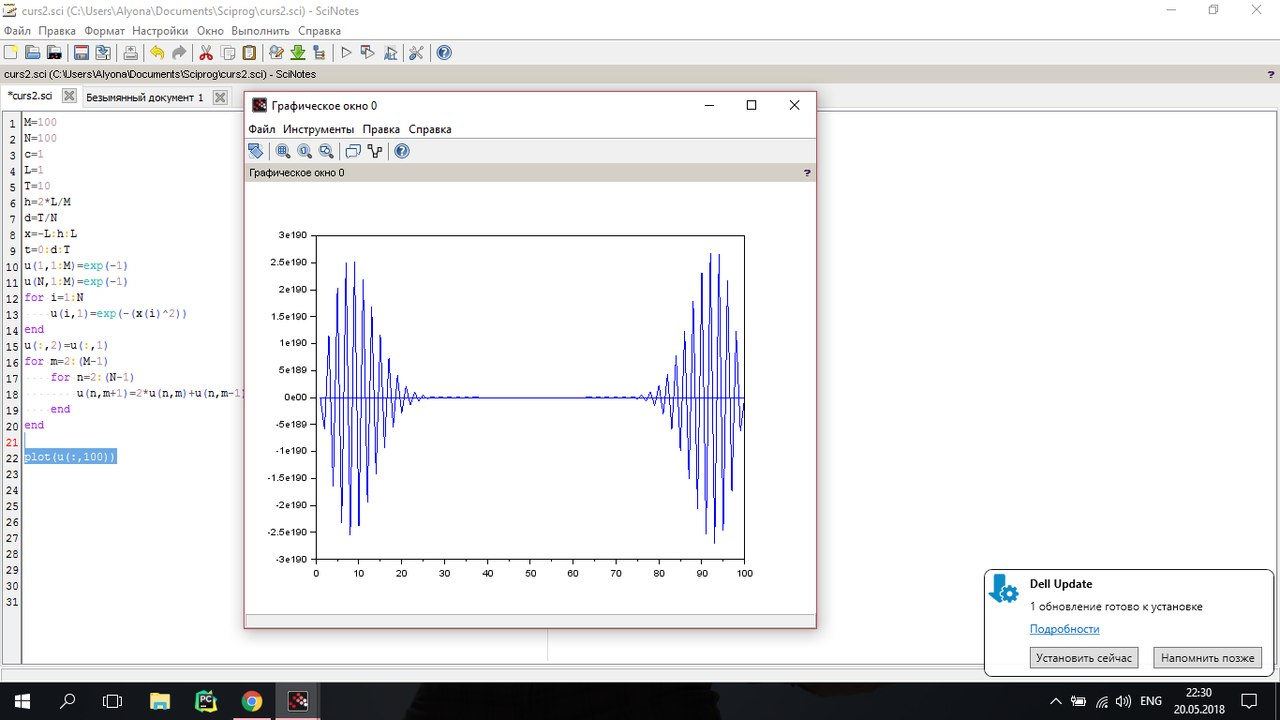 curs2.sci (C:\Users\Alyona\Documents\Sciprog\curs2.sci) - SciNotes
Файл Правка Формат Настройки Окно Выполнить Справка
curs2.sci (C:\Users\Alyona\Documents\Sciprog\curs2.sci) - SciNotes ?
*curs2.sci Безымянный документ 1
1 M=100
2 N=100
3 c=1
4 L=1
5 T=10
6 h=2*L/M
7 d=T/N
8 x=-L:h:L
9 t=0:d:T
10 u(1,1:M)=exp(-1)
11 u(N,1:M)=exp(-1)
12 for i=1:N
13 u(i,1)=exp(-(x(i)^2))
14 end
15 u(:,2)=u(:,1)
16 for m=2:(M-1)
17 for n=2:(N-1)
18 u(n,m+1)=2*u(n,m)+u(n,m-1)
19 end
20 end
21
22 plot(u(:,100))
23
24
25
26
27
28
29
30
31
Графическое окно 0
Файл Инструменты Правка Справка
Графическое окно 0 ?
3e190
2.5e190
2e190
1.5e190
1e190
5e189
0e00
-5e189
-1e190
-1.5e190
-2e190
-2.5e190
-3e190
0 10 20 30 40 50 60 70 80 90 100
Dell Update
1 обновление готово к установке
Подробности
Установить сейчас Напомнить позже
PC
ENG
22:30
20.05.2018